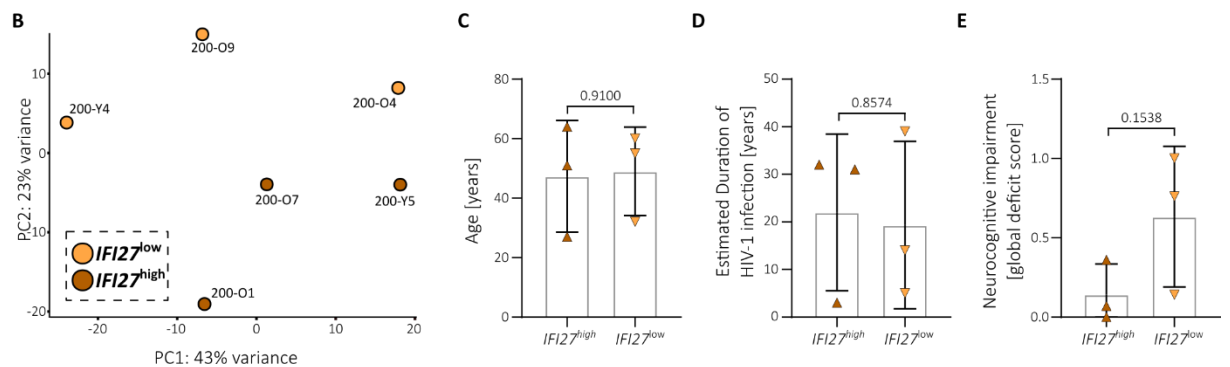 B
PC2: 23% variance
10
0
-10
-20
200-O9
200-Y4
200-O4
200-O7
200-Y5
200-O1
IFI27low
IFI27high
-20
-10
0
10
20
PC1: 43% variance
C
Age [years]
80
60
40
20
0
0.9100
IFI27high
IFI27low
D
Estimated Duration of
HIV-1 infection [years]
50
40
30
20
10
0
0.8574
IFI27high
IFI27low
E
Neurocognitive impairment
[global deficit score]
1.5
1.0
0.5
0.0
0.1538
IFI27high
IFI27low